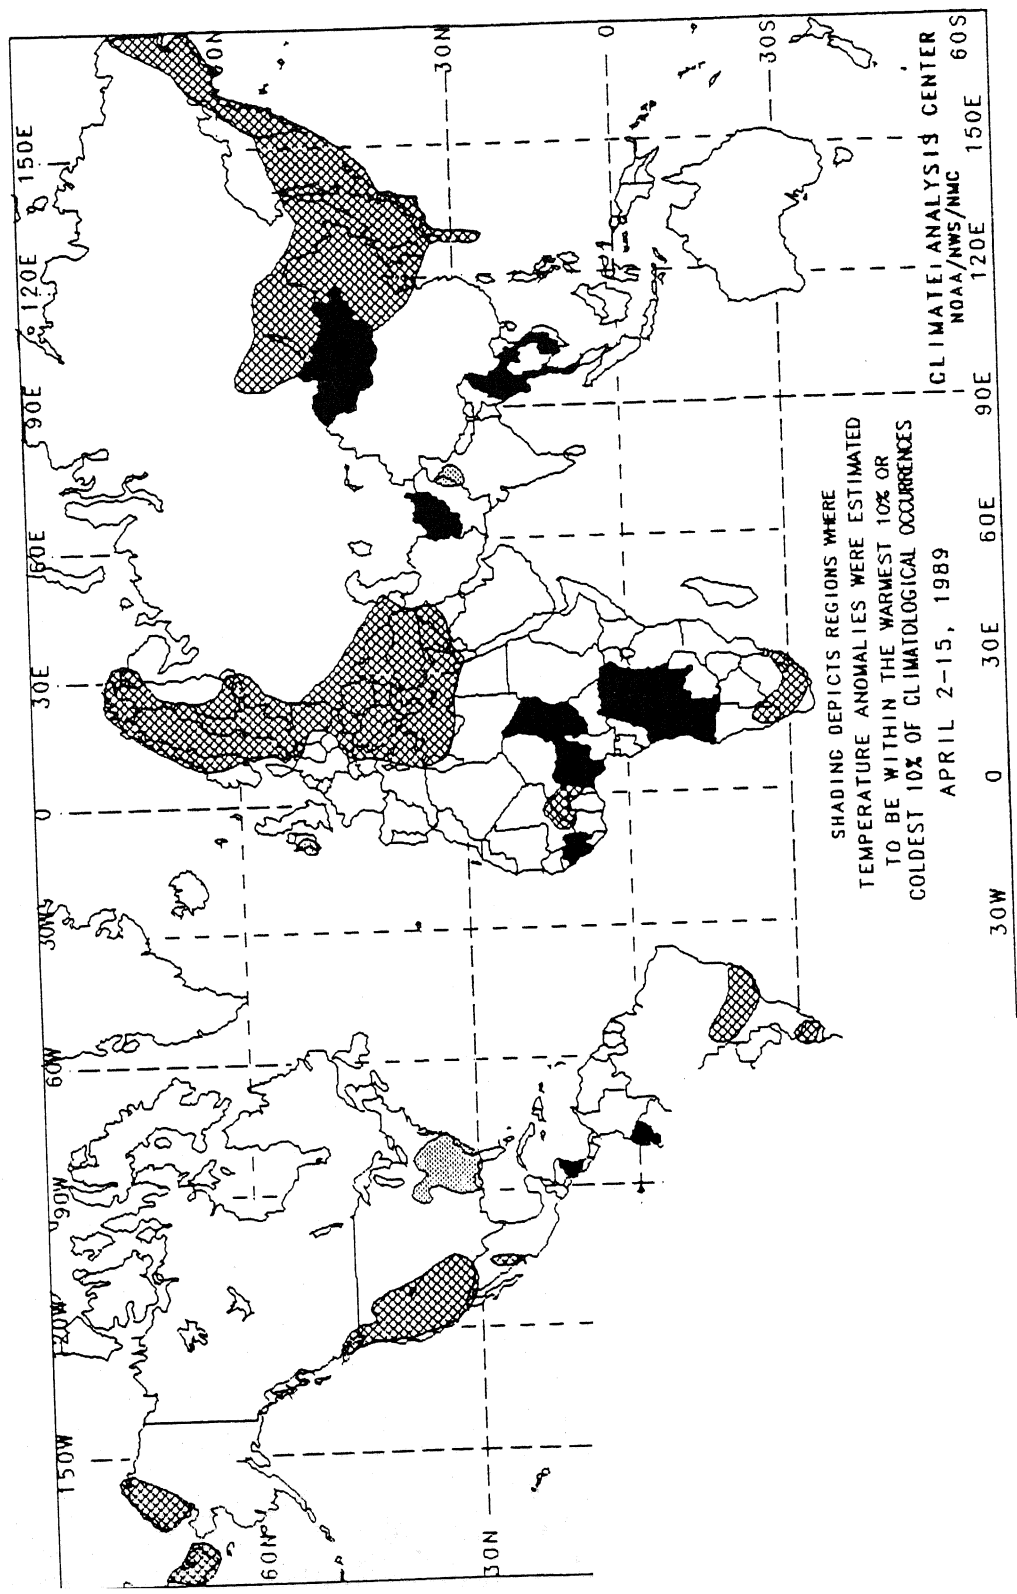 150W
120W
90W
60W
30W
0
30E
60E
90E
120E
150E
60N
30N
0N
30N
0
30S
60S
30W
0
30E
60E
90E
120E
150E
CLIMATE ANALYSIS CENTER
NOAA/NWS/NMC
SHADING DEPICTS REGIONS WHERE
TEMPERATURE ANOMALIES WERE ESTIMATED
TO BE WITHIN THE WARMEST 10% OR
COLDEST 10% OF CLIMATOLOGICAL OCCURRENCES
APRIL 2-15, 1989